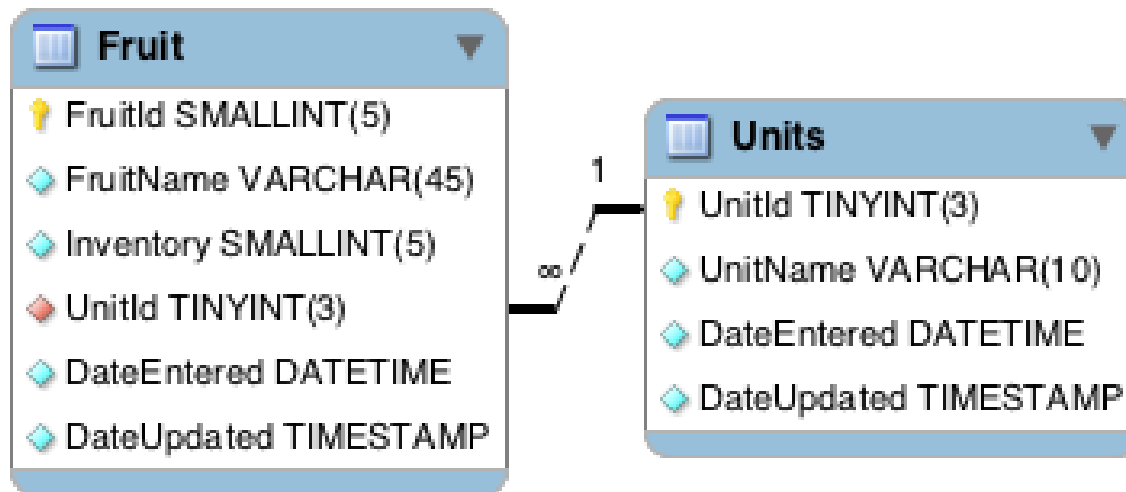 Fruit
FruitId SMALLINT(5)
FruitName VARCHAR(45)
Inventory SMALLINT(5)
UnitId TINYINT(3)
DateEntered DATETIME
DateUpdated TIMESTAMP
∞
1
Units
UnitId TINYINT(3)
UnitName VARCHAR(10)
DateEntered DATETIME
DateUpdated TIMESTAMP